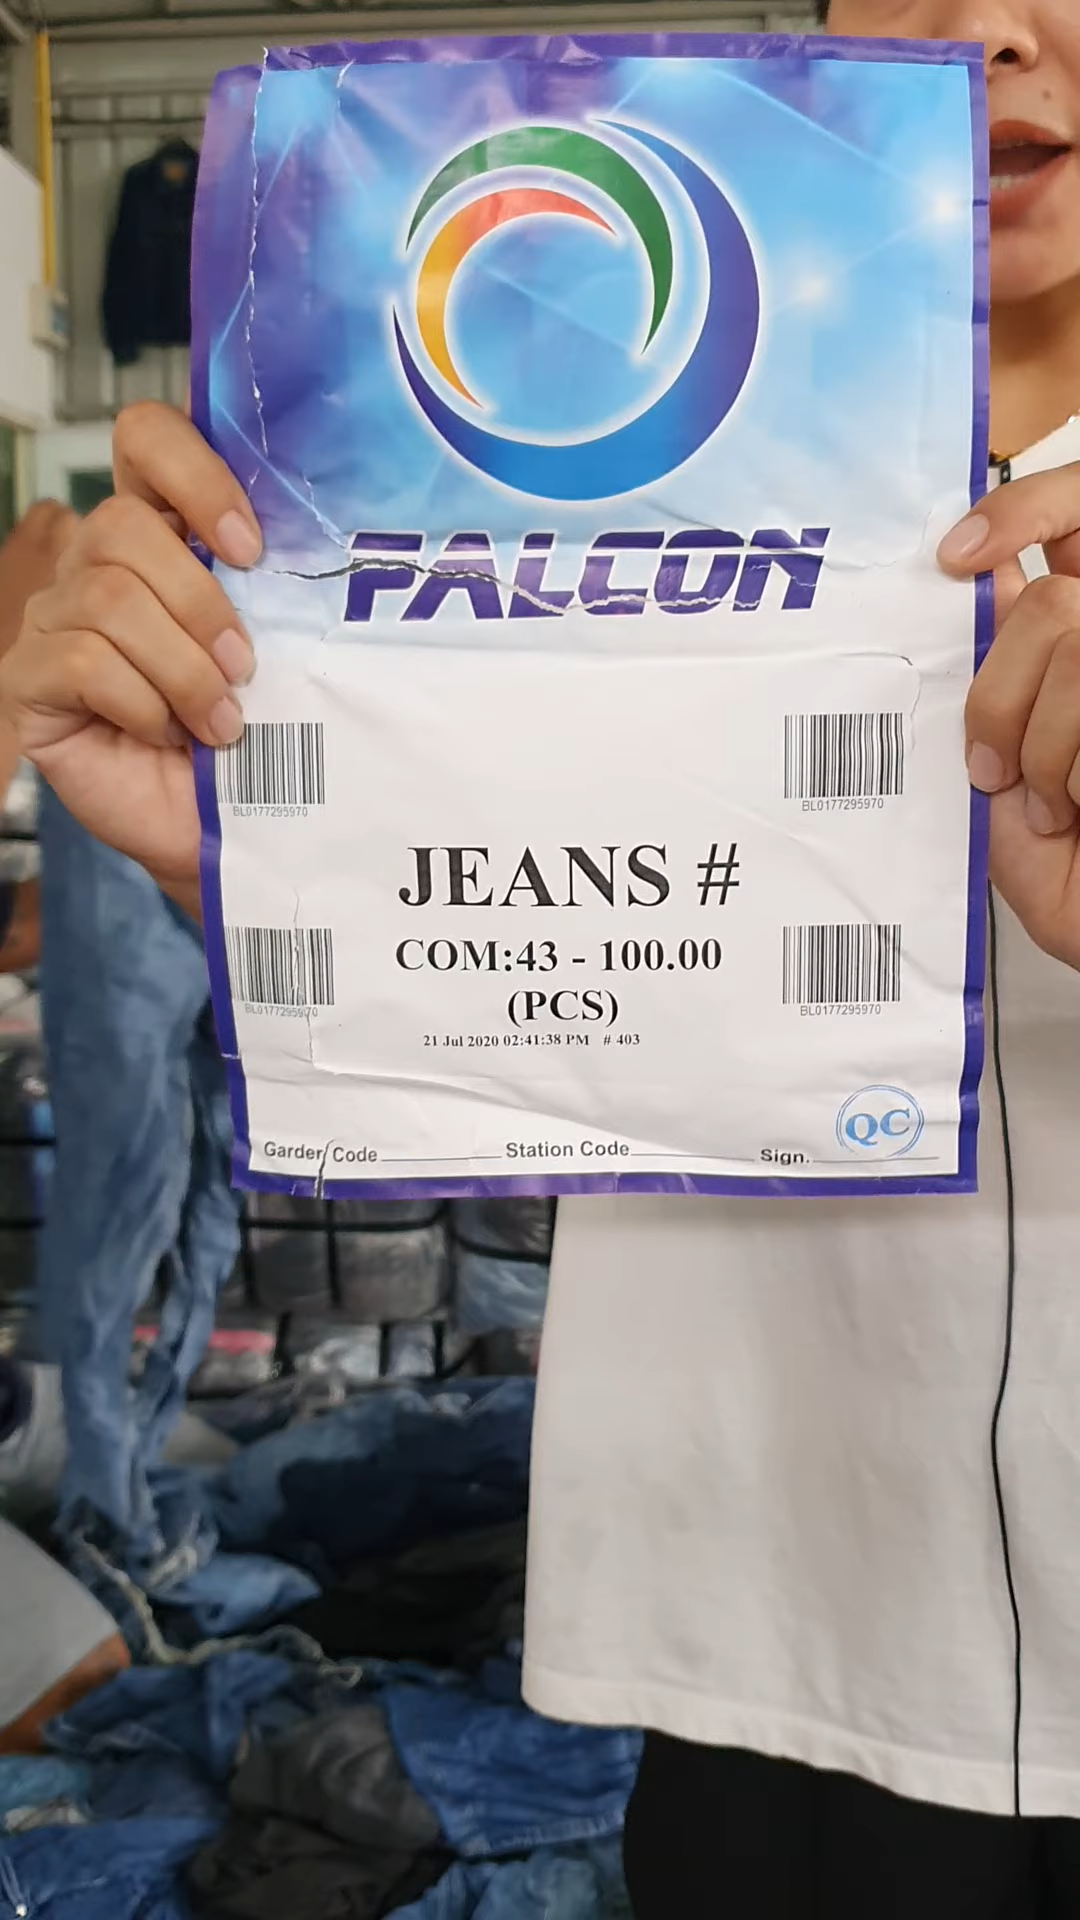 FALCON
BL0177295970
BL0177295970
JEANS #
COM:43 - 100.00
(PCS)
BL0177295970
BL0177295970
21 Jul 2020 02:41:38 PM # 403
QC
Garder Code
Station Code
Sign.